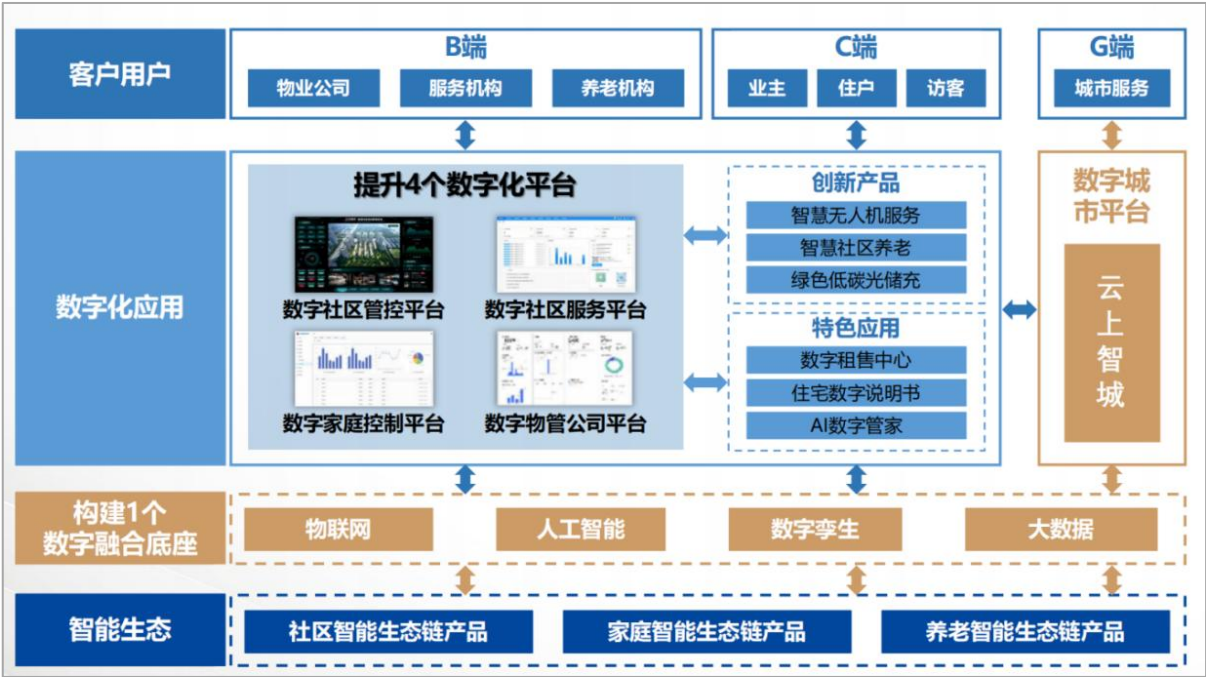 客户用户
B端
物业公司
服务机构
养老机构
C端
业主
住户
访客
G端
城市服务
数字化应用
提升4个数字化平台
数字社区管控平台
数字社区服务平台
数字家庭控制平台
数字物管公司平台
创新产品
智慧无人机服务
智慧社区养老
绿色低碳光储充
特色应用
数字租售中心
住宅数字说明书
AI数字管家
数字城
市平台
云
上
智
城
构建1个
数字融合底座
物联网
人工智能
数字孪生
大数据
智能生态
社区智能生态链产品
家庭智能生态链产品
养老智能生态链产品